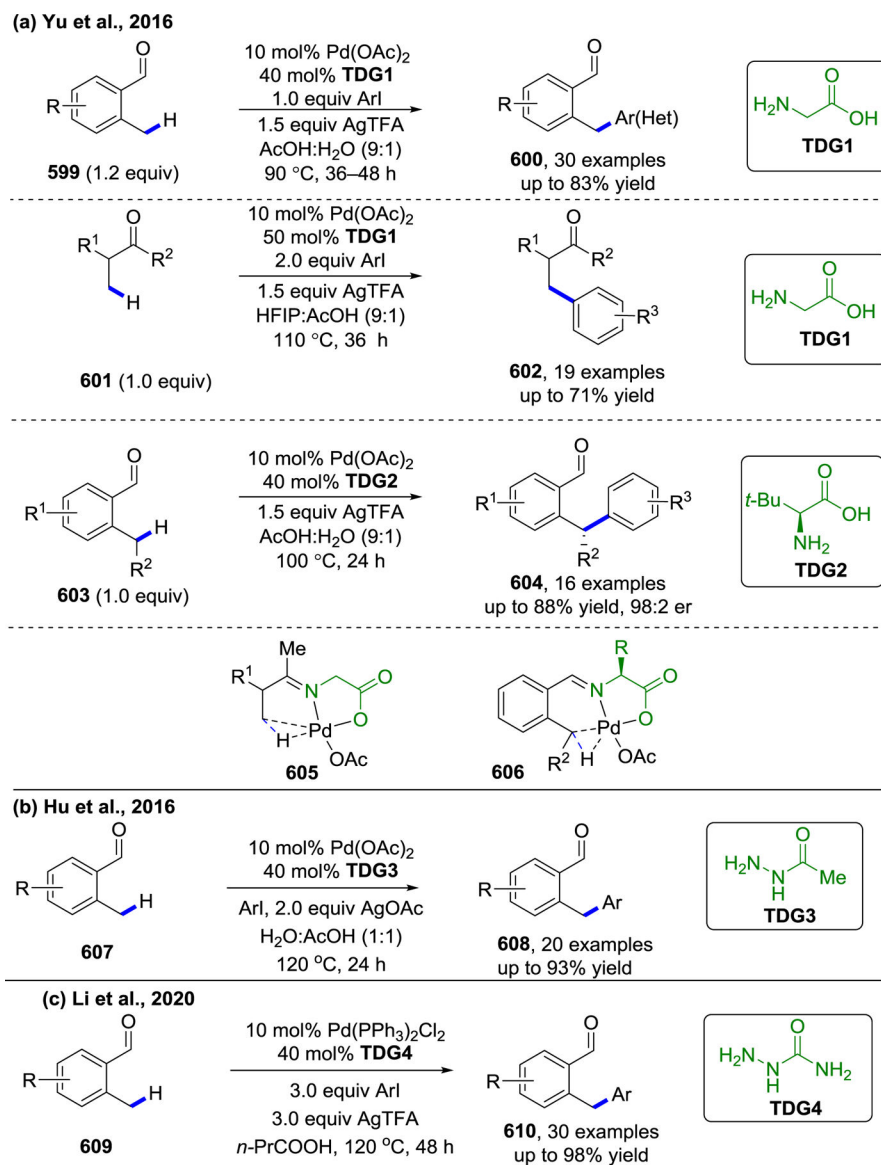 (a) Yu et al., 2016
O
R
H
599 (1.2 equiv)
10 mol% Pd(OAc)2
40 mol% TDG1
1.0 equiv ArI
1.5 equiv AgTFA
AcOH:H2O (9:1)
90 °C, 36–48 h
O
R
Ar(Het)
600, 30 examples
up to 83% yield
O
H2N
OH
TDG1
O
R1
R2
H
601 (1.0 equiv)
10 mol% Pd(OAc)2
50 mol% TDG1
2.0 equiv ArI
1.5 equiv AgTFA
HFIP:AcOH (9:1)
110 °C, 36 h
O
R1
R2
R3
602, 19 examples
up to 71% yield
O
H2N
OH
TDG1
O
R1
H
R2
603 (1.0 equiv)
10 mol% Pd(OAc)2
40 mol% TDG2
1.5 equiv AgTFA
AcOH:H2O (9:1)
100 °C, 24 h
O
R1
R3
R2
604, 16 examples
up to 88% yield, 98:2 er
O
t-Bu
OH
NH2
TDG2
Me
R1
N
O
O
H
Pd
OAc
605
R
N
O
O
Pd
R2
H
OAc
606
(b) Hu et al., 2016
O
R
H
607
10 mol% Pd(OAc)2
40 mol% TDG3
ArI, 2.0 equiv AgOAc
H2O:AcOH (1:1)
120 °C, 24 h
O
R
Ar
608, 20 examples
up to 93% yield
O
H2N
N
H
Me
TDG3
(c) Li et al., 2020
O
R
H
609
10 mol% Pd(PPh3)2Cl2
40 mol% TDG4
3.0 equiv ArI
3.0 equiv AgTFA
n-PrCOOH, 120 °C, 48 h
O
R
Ar
610, 30 examples
up to 98% yield
O
H2N
N
H
NH2
TDG4